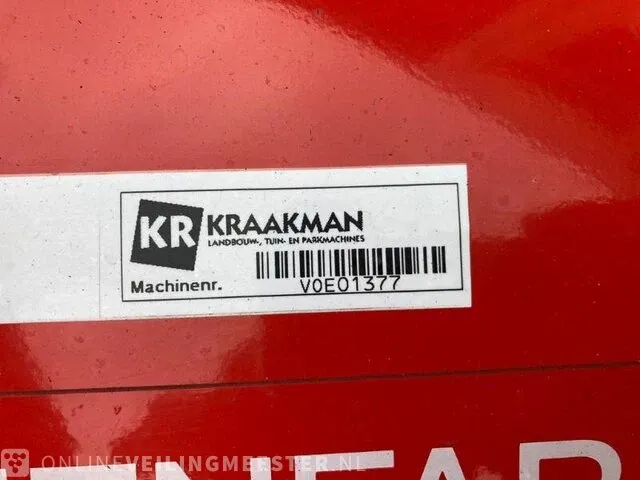 KR KRAAKMAN
LANDBOUW-, TUIN- EN PARKMACHINES
Machinenr.
V0E01377
ONLINEVEILINGMEESTER.NL